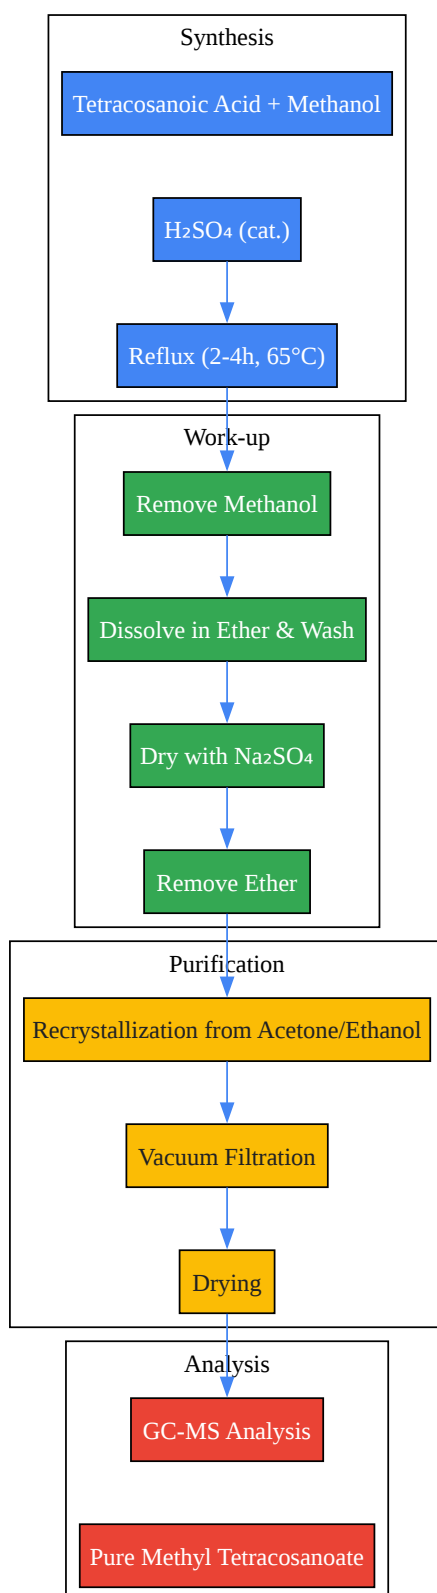 Synthesis
Tetracosanoic Acid + Methanol
H₂SO₄ (cat.)
Reflux (2-4h, 65°C)
Work-up
Remove Methanol
Dissolve in Ether & Wash
Dry with Na₂SO₄
Remove Ether
Purification
Recrystallization from Acetone/Ethanol
Vacuum Filtration
Drying
Analysis
GC-MS Analysis
Pure Methyl Tetracosanoate